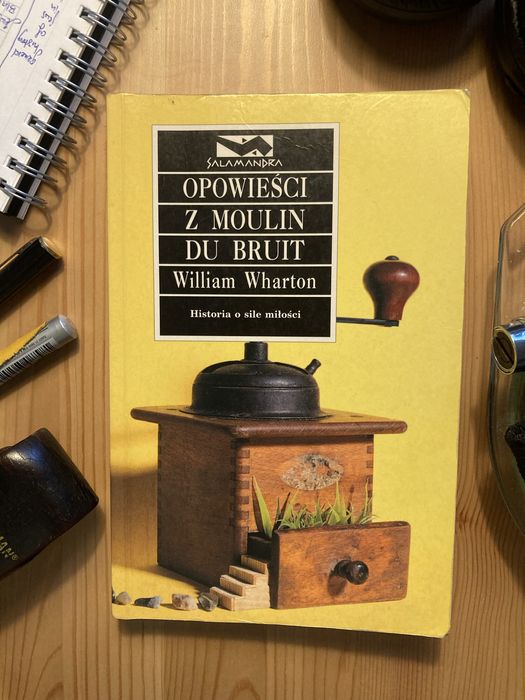 SALAMANDRA
OPOWIEŚCI
Z MOULIN
DU BRUIT
William Wharton
Historia o sile miłości